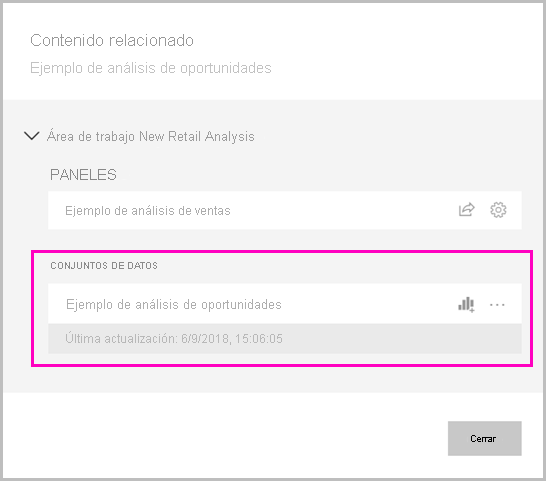 Contenido relacionado
Ejemplo de análisis de oportunidades
Área de trabajo New Retail Analysis
PANELES
Ejemplo de análisis de ventas
CONJUNTOS DE DATOS
Ejemplo de análisis de oportunidades
Última actualización: 6/9/2018, 15:06:05
Cerrar